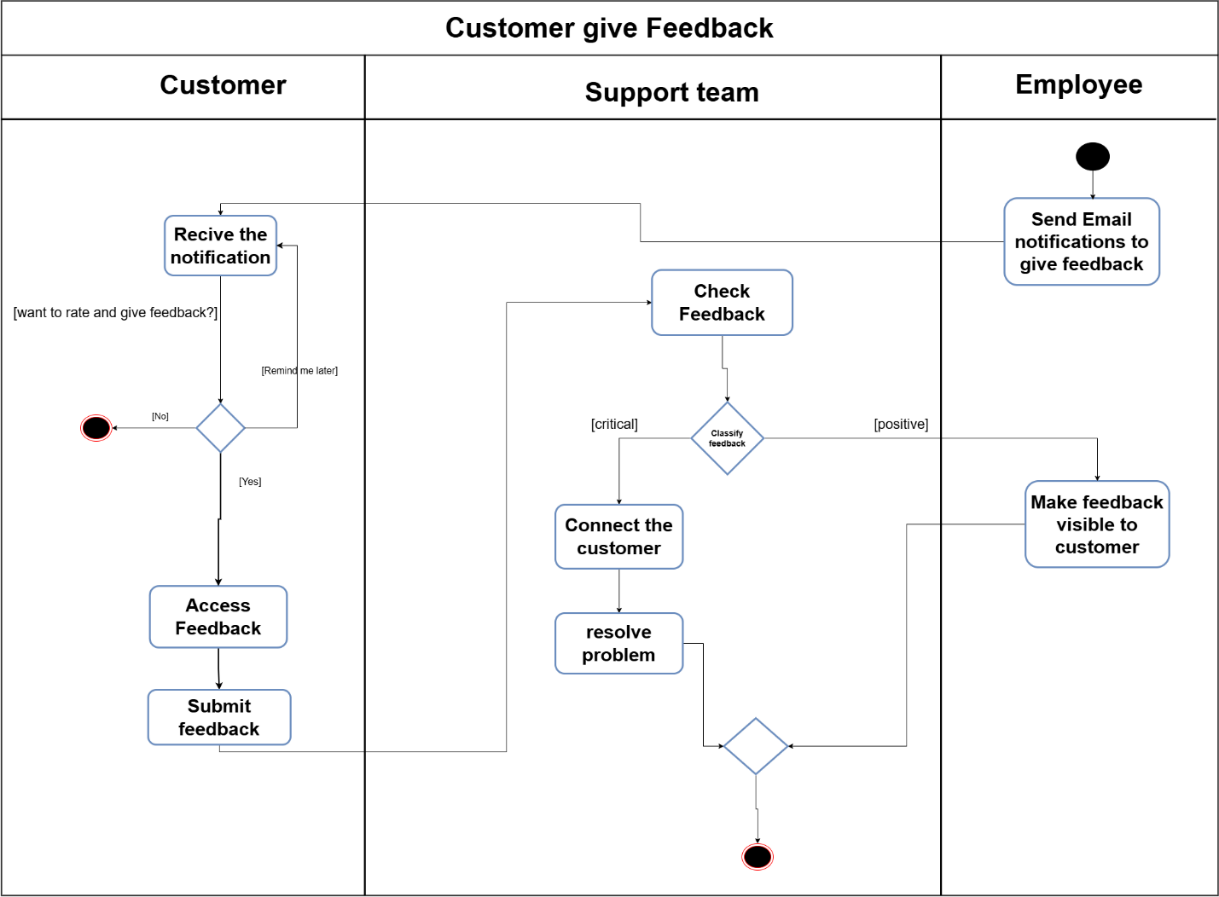 Customer give Feedback
Customer
Support team
Employee
Send Email
notifications to
give feedback
Recive the
notification
[want to rate and give feedback?]
[Remind me later]
[No]
[Yes]
Access
Feedback
Submit
feedback
Check
Feedback
Classify
feedback
[critical]
[positive]
Connect the
customer
resolve
problem
Make feedback
visible to
customer